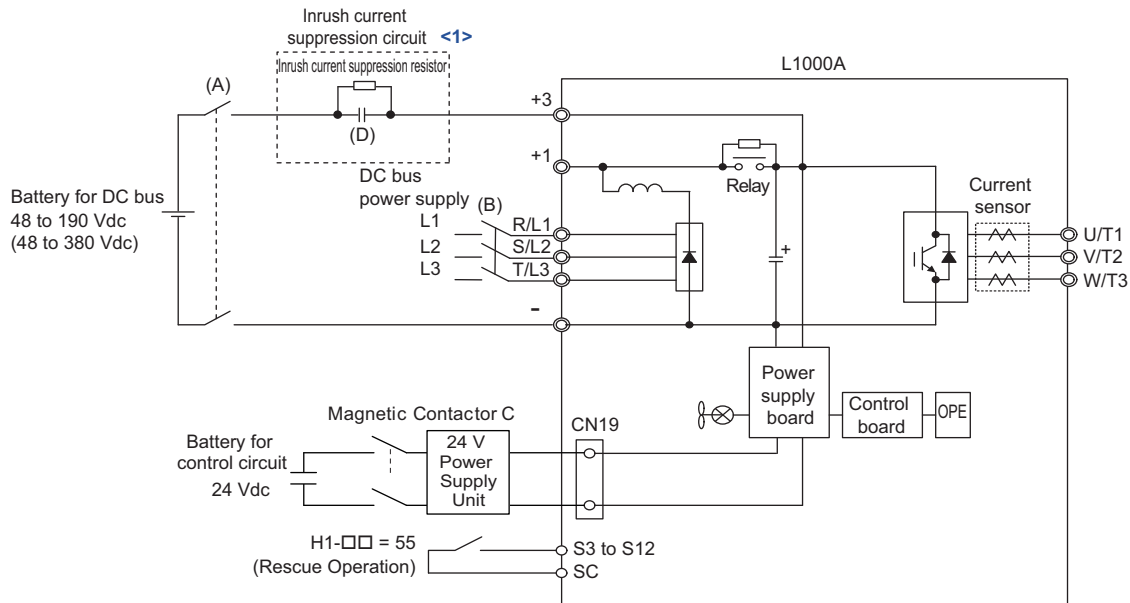 Inrush current
suppression circuit <1>
Inrush current suppression resistor
L1000A
(A)
+3
(D)
+1
DC bus
power supply
Relay
Battery for DC bus
48 to 190 Vdc
(48 to 380 Vdc)
Current
sensor
(B)
L1
R/L1
L2
S/L2
L3
T/L3
U/T1
V/T2
W/T3
+
-
Power
supply
board
Control
board
OPE
Magnetic Contactor C
CN19
Battery for
control circuit
24 Vdc
24 V
Power
Supply
Unit
H1-□□ = 55
(Rescue Operation)
S3 to S12
SC